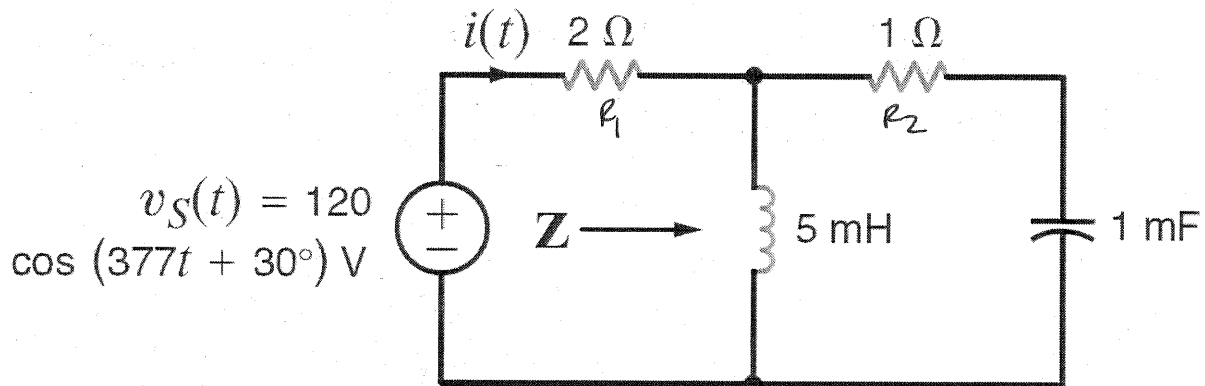 i(t) 2 Ω 1 Ω
R₁ R₂
v_S(t) = 120
cos (377t + 30°) V
+
−
Z
5 mH
1 mF